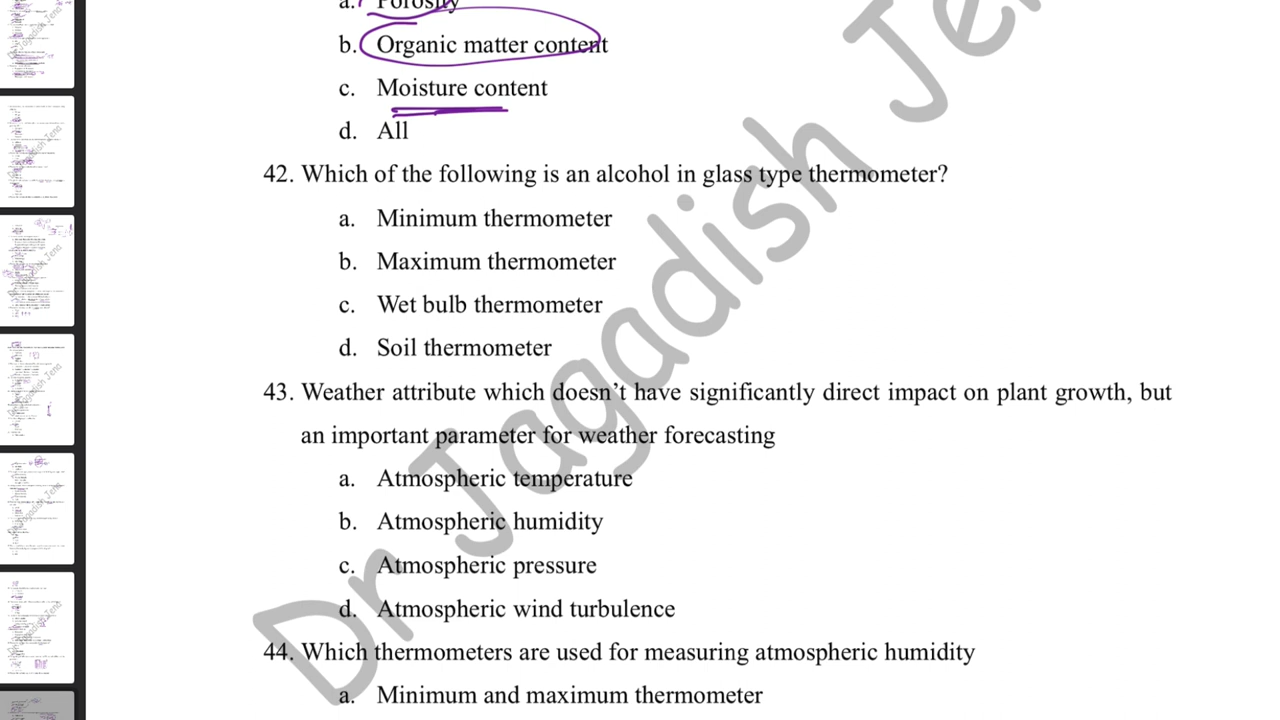 a. Porosity
b. Organic matter content
c. Moisture content
d. All
42. Which of the following is an alcohol in glass type thermometer?
a. Minimum thermometer
b. Maximum thermometer
c. Wet bulb thermometer
d. Soil thermometer
43. Weather attribute which doesn’t have significantly direct impact on plant growth, but
an important parameter for weather forecasting
a. Atmospheric temperature
b. Atmospheric humidity
c. Atmospheric pressure
d. Atmospheric wind turbulence
44. Which thermometers are used for measuring atmospheric humidity
a. Minimum and maximum thermometer
Dr Jagadish Jen